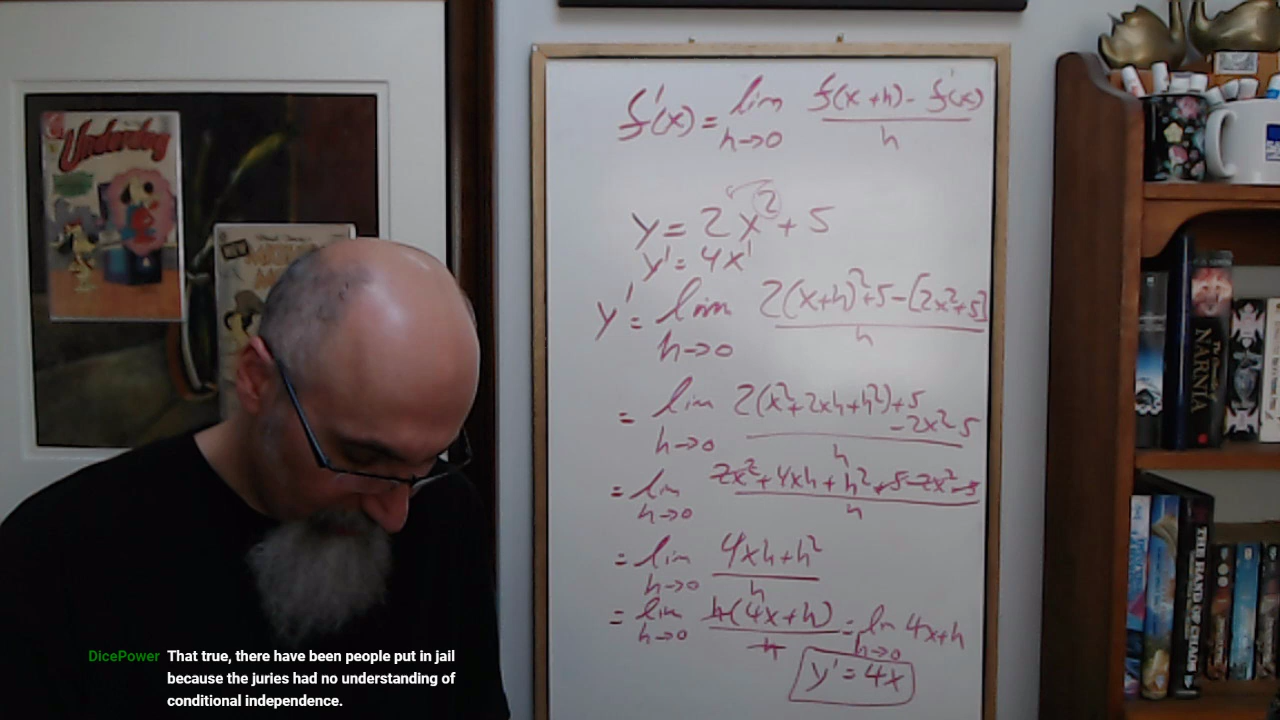 Underdog
f'(x) = lim h→0 f(x+h) - f(x) / h
y = 2x² + 5
y' = 4x¹
y' = lim h→0 2(x+h)²+5-[2x²+5] / h
= lim h→0 2(x²+2xh+h²)+5 -2x²-5 / h
= lim h→0 2x²+4xh+h²+5-2x²-5 / h
= lim h→0 4xh+h² / h
= lim h→0 h(4x+h) / h = lim h→0 4x+h
y' = 4x
NARNIA
THE HAND OF CHAOS
DicePower That true, there have been people put in jail
because the juries had no understanding of
conditional independence.